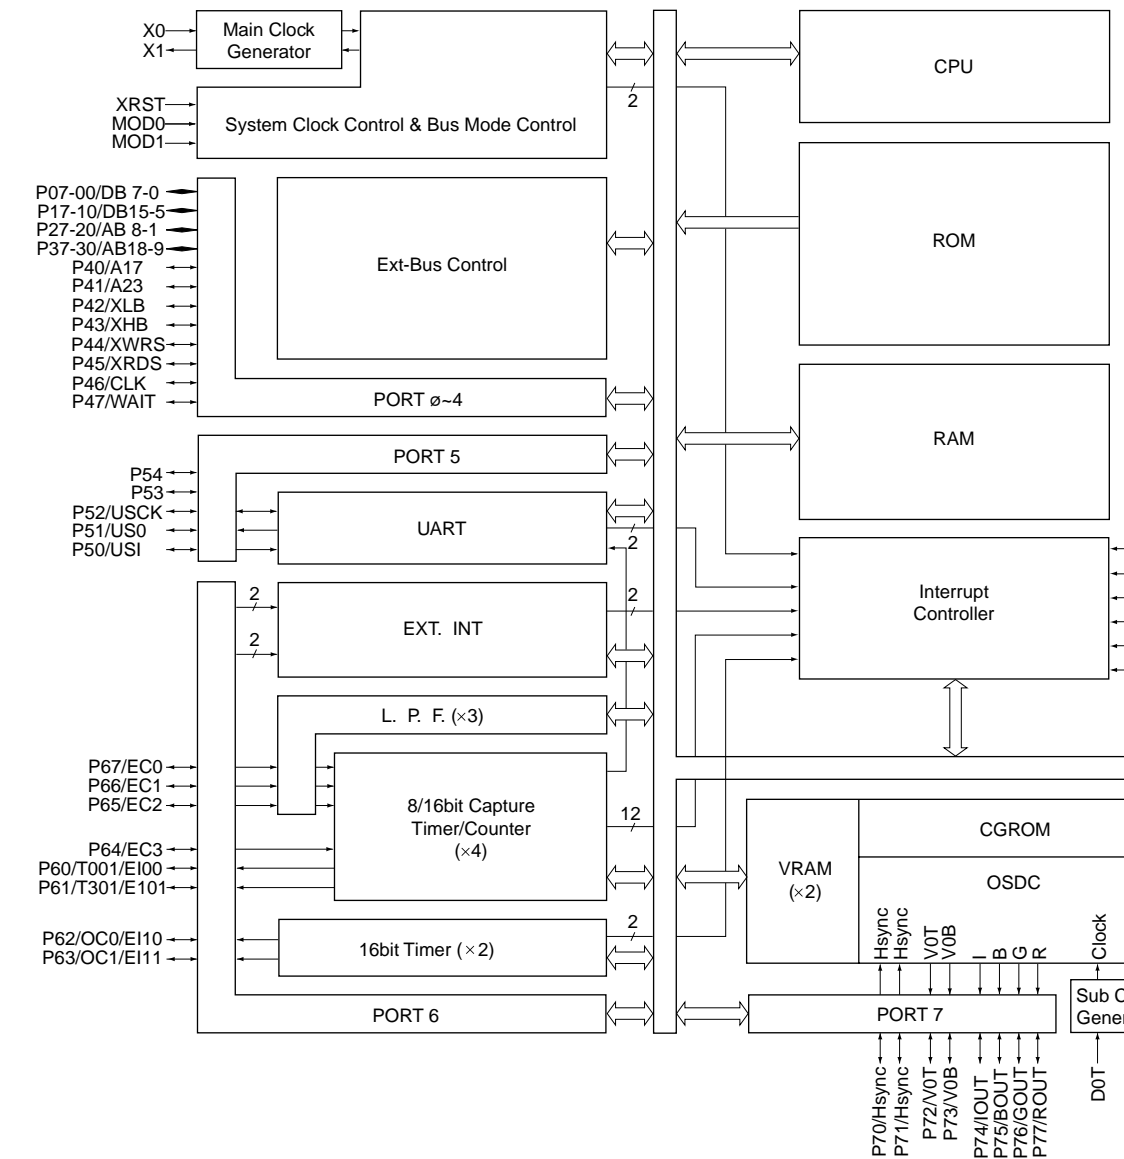 X0
X1
Main Clock
Generator
XRST
MOD0
MOD1
System Clock Control & Bus Mode Control
2
CPU
P07-00/DB 7-0
P17-10/DB15-5
P27-20/AB 8-1
P37-30/AB18-9
P40/A17
P41/A23
P42/XLB
P43/XHB
P44/XWRS
P45/XRDS
P46/CLK
P47/WAIT
Ext-Bus Control
PORT ø~4
ROM
RAM
PORT 5
P54
P53
P52/USCK
P51/US0
P50/USI
UART
2
2
EXT. INT
2
2
Interrupt
Controller
L. P. F. (×3)
P67/EC0
P66/EC1
P65/EC2
P64/EC3
P60/T001/EI00
P61/T301/E101
8/16bit Capture
Timer/Counter
(×4)
12
P62/OC0/EI10
P63/OC1/EI11
16bit Timer (×2)
2
PORT 6
VRAM
(×2)
CGROM
OSDC
Hsync
Hsync
V0T
V0B
I
B
G
R
Clock
PORT 7
Sub C
Gener
P70/Hsync
P71/Hsync
P72/V0T
P73/V0B
P74/IOUT
P75/BOUT
P76/GOUT
P77/ROUT
D0T